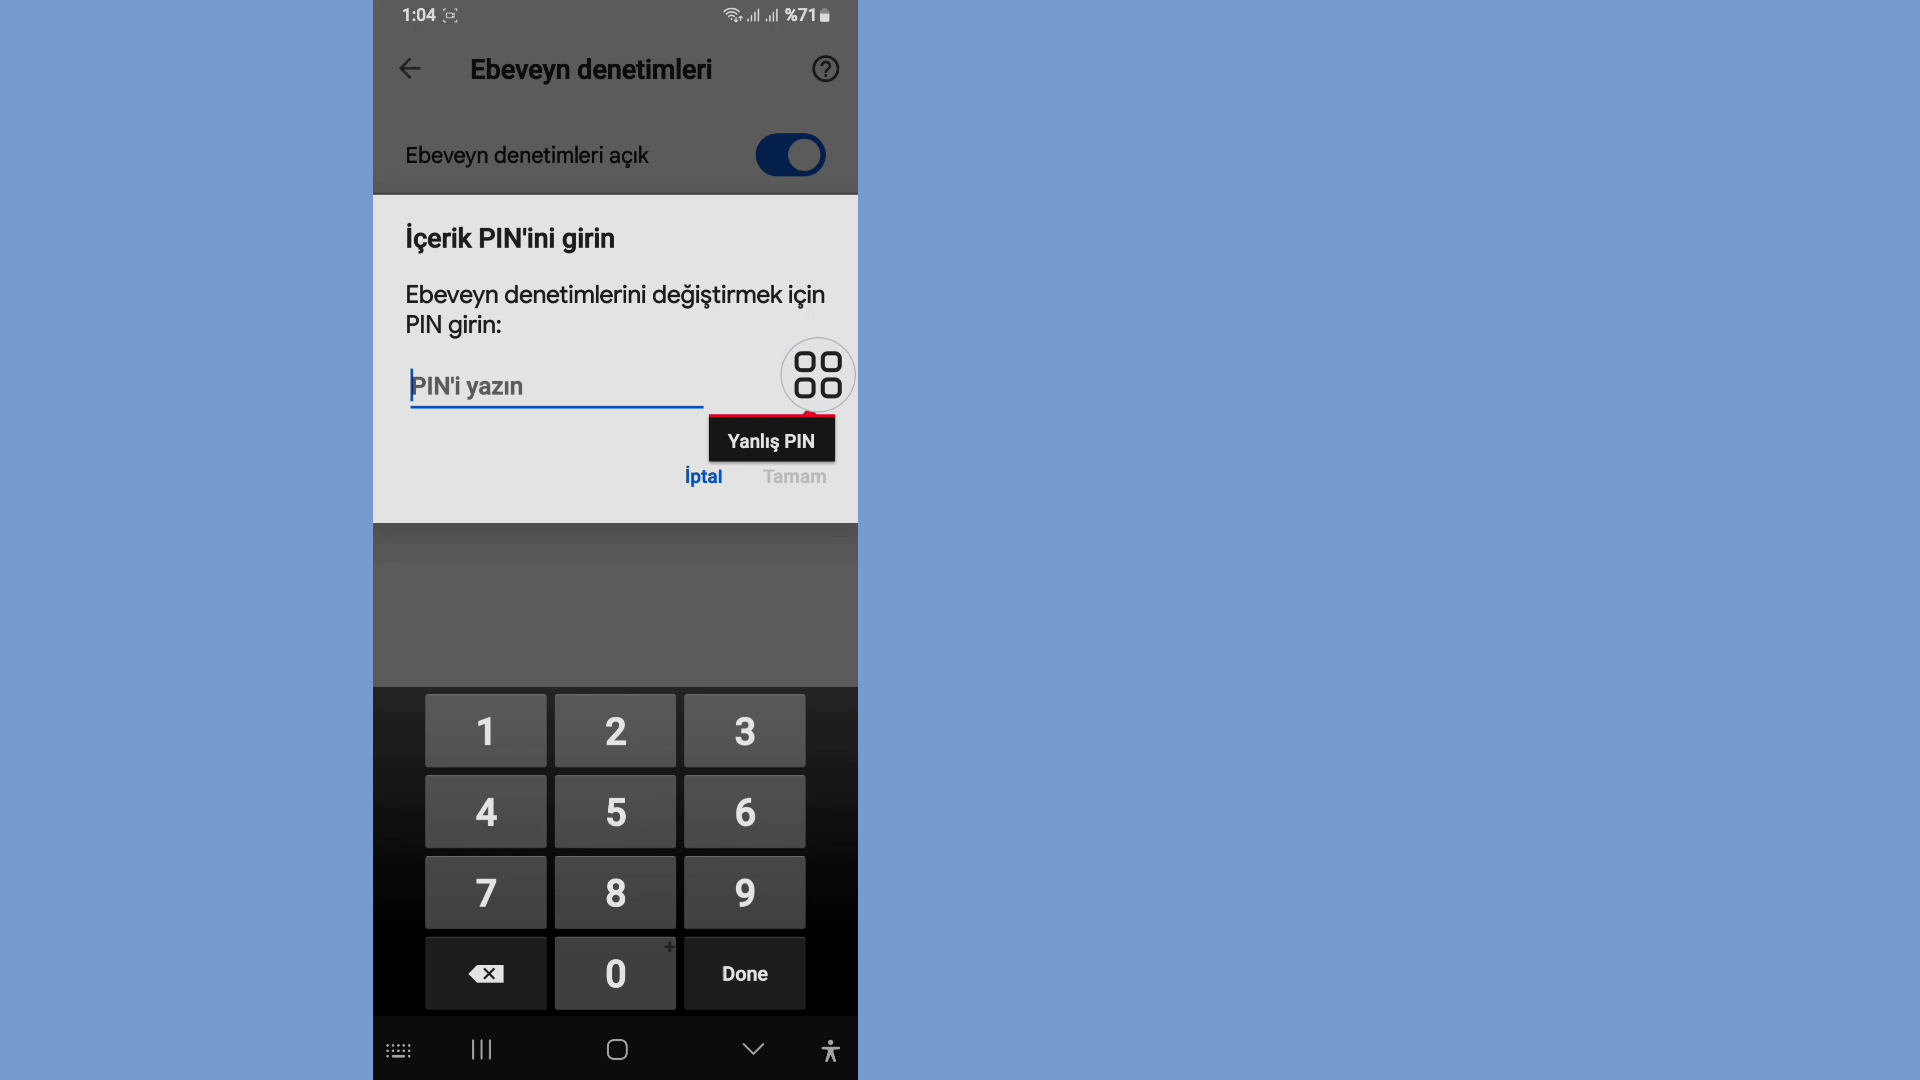 1:04 %71
Ebeveyn denetimleri
Ebeveyn denetimleri açık
İçerik PIN'ini girin
Ebeveyn denetimlerini değiştirmek için
PIN girin:
PIN'i yazın
Yanlış PIN
İptal Tamam
1 2 3
4 5 6
7 8 9
0 + Done